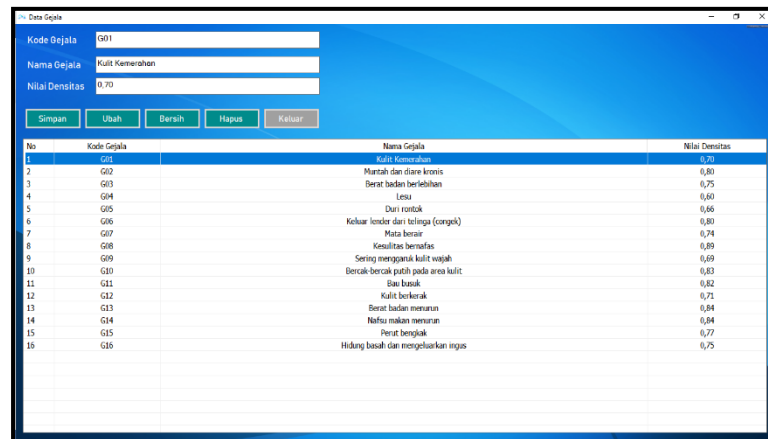 Data Gejala
Kode Gejala G01
Nama Gejala Kulit Kemerahan
Nilai Densitas 0,70
Simpan Ubah Bersih Hapus Keluar
No Kode Gejala Nama Gejala Nilai Densitas
1 G01 Kulit Kemerahan 0,70
2 G02 Muntah dan diare kronis 0,80
3 G03 Berat badan berlebihan 0,75
4 G04 Lesu 0,60
5 G05 Duri rontok 0,66
6 G06 Keluar lender dari telinga (congek) 0,80
7 G07 Mata berair 0,74
8 G08 Kesulitas bernafas 0,89
9 G09 Sering menggaruk kulit wajah 0,69
10 G10 Bercak-bercak putih pada area kulit 0,83
11 G11 Bau busuk 0,82
12 G12 Kulit berkerak 0,71
13 G13 Berat badan menurun 0,84
14 G14 Nafsu makan menurun 0,84
15 G15 Perut bengkak 0,77
16 G16 Hidung basah dan mengeluarkan ingus 0,75